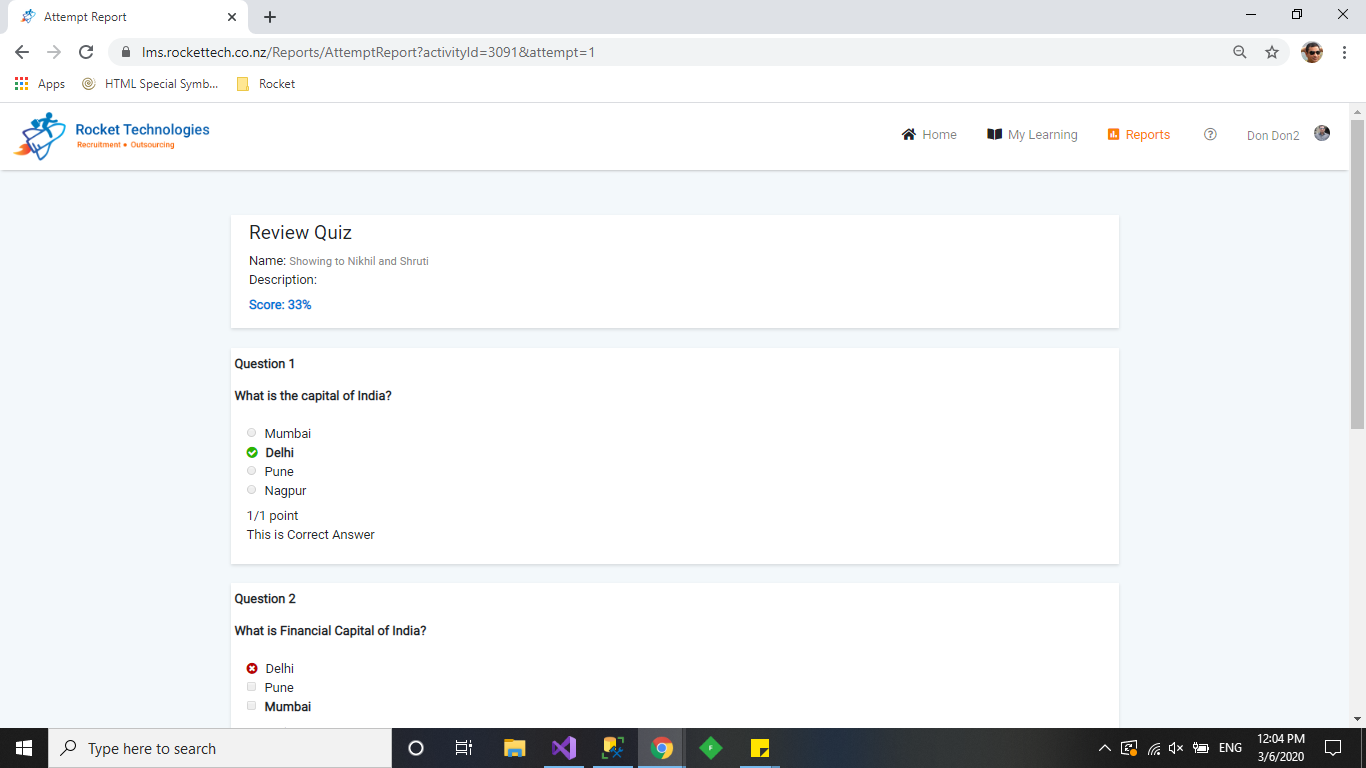 Attempt Report
lms.rockettech.co.nz/Reports/AttemptReport?activityId=3091&attempt=1
Apps HTML Special Symb... Rocket
Rocket Technologies
Recruitment • Outsourcing
Home My Learning Reports Don Don2
Review Quiz
Name: Showing to Nikhil and Shruti
Description:
Score: 33%
Question 1
What is the capital of India?
Mumbai
Delhi
Pune
Nagpur
1/1 point
This is Correct Answer
Question 2
What is Financial Capital of India?
Delhi
Pune
Mumbai
Type here to search
ENG
12:04 PM
3/6/2020